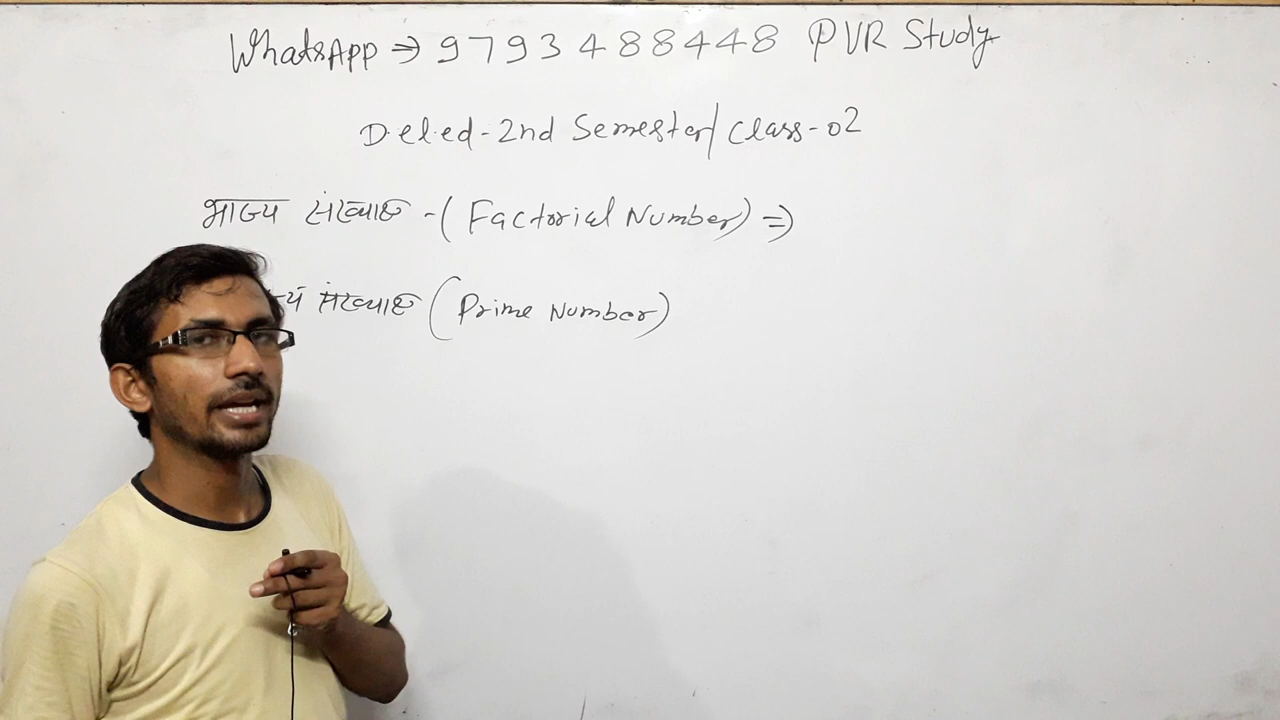 WhatsApp ⇒ 9793488448 PVR Study
D.el.ed-2nd Semester/Class-02
भाज्य संख्याए -(Factorial Number) ⇒
संख्याए (Prime Number)